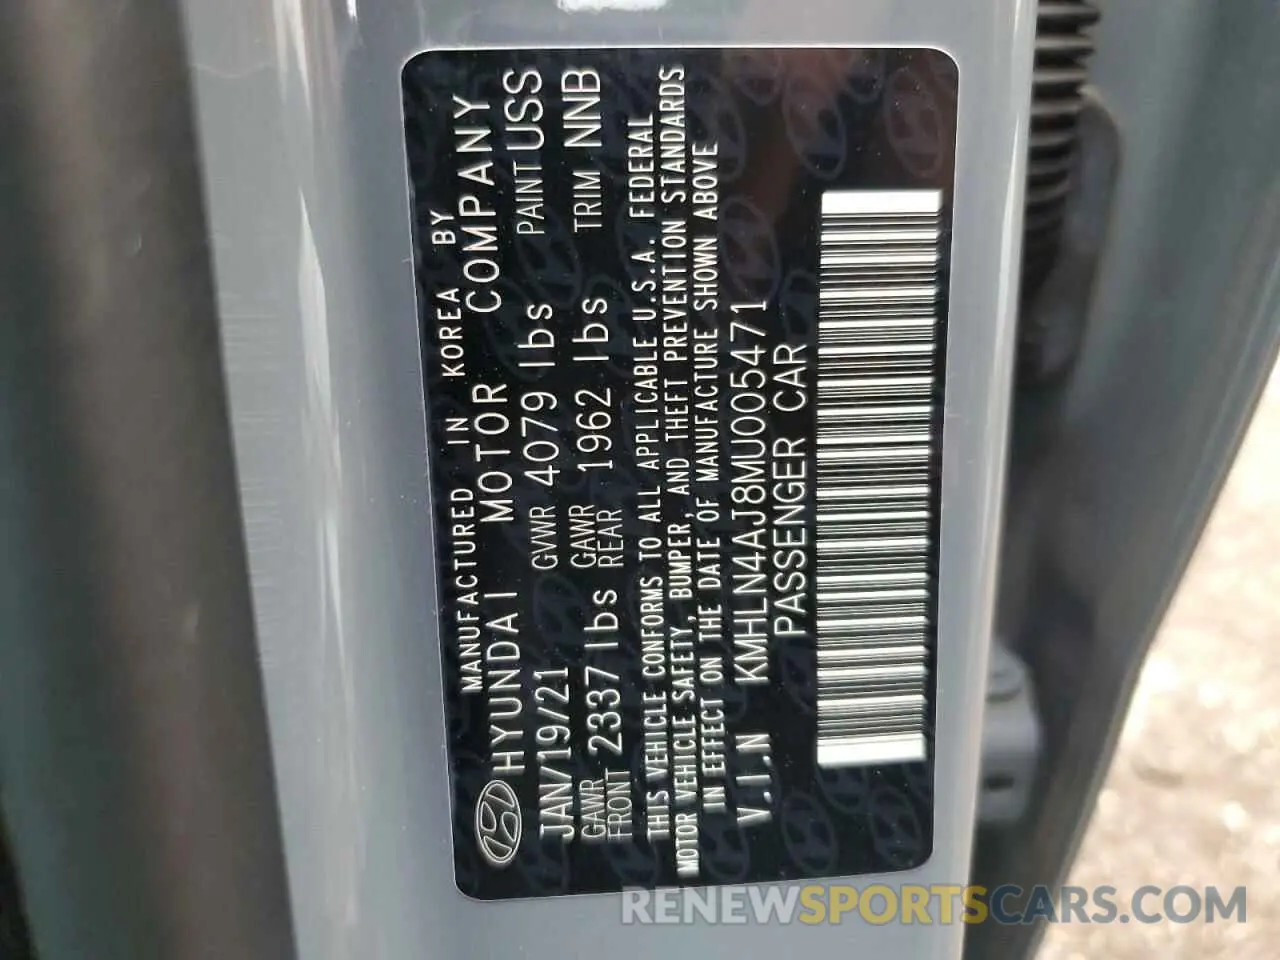 MANUFACTURED IN KOREA BY
HYUNDAI MOTOR COMPANY
JAN/19/21 GVWR 4079 lbs PAINT USS
GAWR FRONT 2337 lbs GAWR REAR 1962 lbs TRIM NNB
THIS VEHICLE CONFORMS TO ALL APPLICABLE U.S.A. FEDERAL
MOTOR VEHICLE SAFETY, BUMPER, AND THEFT PREVENTION STANDARDS
IN EFFECT ON THE DATE OF MANUFACTURE SHOWN ABOVE
V.I.N KMHLN4AJ8MU005471
PASSENGER CAR
RENEWSPORTSCARS.COM